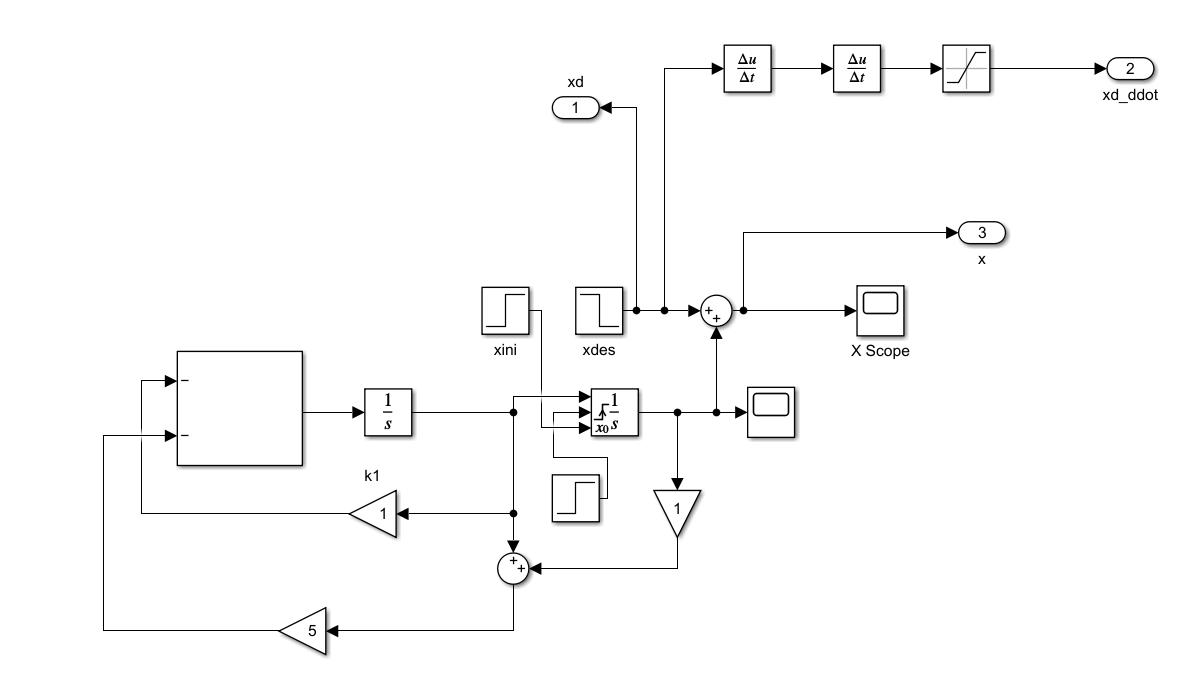 Δu
Δt
Δu
Δt
2
xd_ddot
xd
1
3
x
xini
xdes
+
+
X Scope
−
−
1
s
1
s
x0
k1
1
1
+
+
5